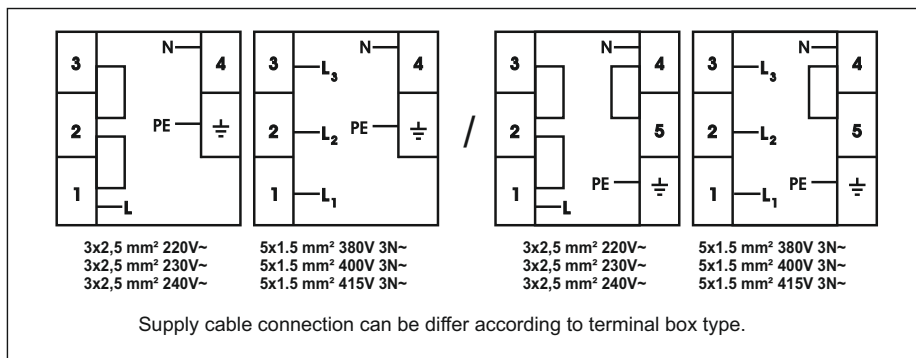 3 N 4
2 PE
1 L
3x2,5 mm² 220V~
3x2,5 mm² 230V~
3x2,5 mm² 240V~
3 L₃ N 4
2 L₂ PE
1 L₁
5x1.5 mm² 380V 3N~
5x1.5 mm² 400V 3N~
5x1.5 mm² 415V 3N~
/
3 N 4
2 5
1 L PE
3x2,5 mm² 220V~
3x2,5 mm² 230V~
3x2,5 mm² 240V~
3 L₃ N 4
2 L₂ 5
1 L₁ PE
5x1.5 mm² 380V 3N~
5x1.5 mm² 400V 3N~
5x1.5 mm² 415V 3N~
Supply cable connection can be differ according to terminal box type.